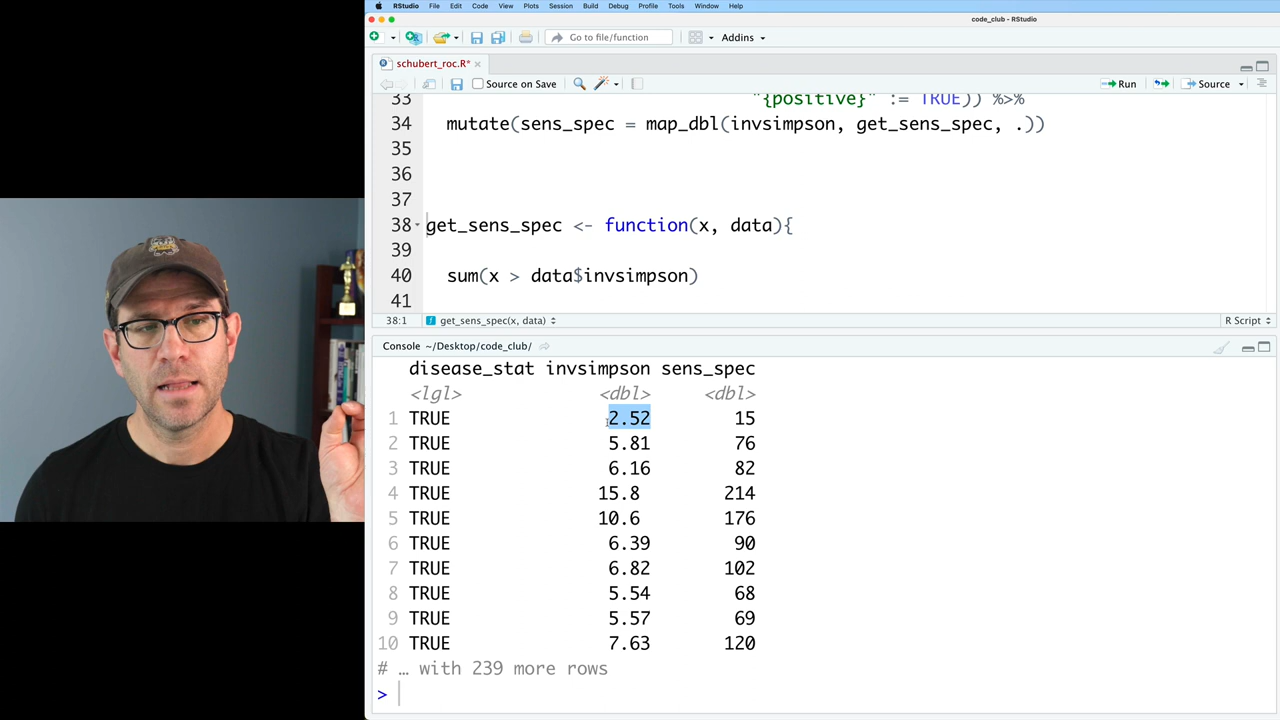 RStudio File Edit Code View Plots Session Build Debug Profile Tools Window Help
code_club - RStudio
Go to file/function Addins
schubert_roc.R*
Source on Save Run Source
33 "{positive}" := TRUE)) %>%
34 mutate(sens_spec = map_dbl(invsimpson, get_sens_spec, .))
35
36
37
38 get_sens_spec <- function(x, data){
39
40 sum(x > data$invsimpson)
41
38:1 get_sens_spec(x, data) R Script
Console ~/Desktop/code_club/
disease_stat invsimpson sens_spec
<lgl> <dbl> <dbl>
1 TRUE 2.52 15
2 TRUE 5.81 76
3 TRUE 6.16 82
4 TRUE 15.8 214
5 TRUE 10.6 176
6 TRUE 6.39 90
7 TRUE 6.82 102
8 TRUE 5.54 68
9 TRUE 5.57 69
10 TRUE 7.63 120
# … with 239 more rows
>